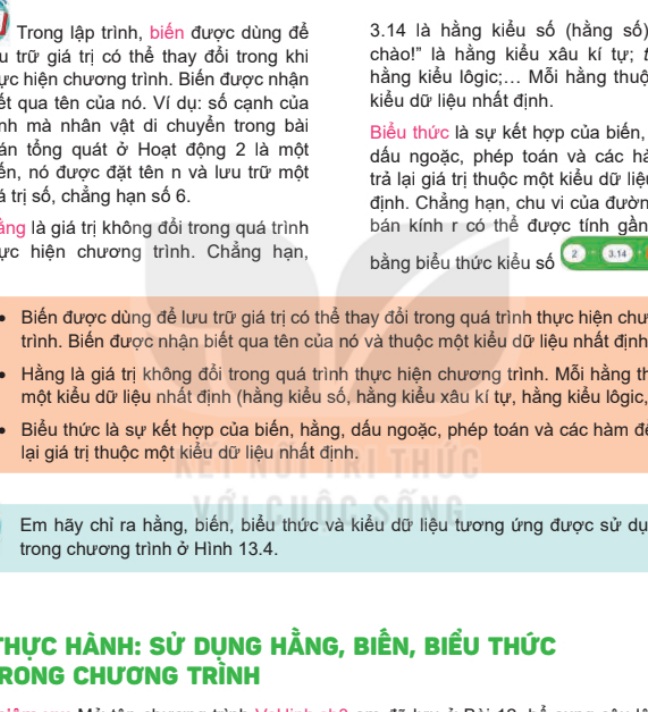 Trong lập trình, biến được dùng để
u trữ giá trị có thể thay đổi trong khi
ực hiện chương trình. Biến được nhận
ết qua tên của nó. Ví dụ: số cạnh của
nh mà nhân vật di chuyển trong bài
án tổng quát ở Hoạt động 2 là một
ến, nó được đặt tên n và lưu trữ một
á trị số, chẳng hạn số 6.
ằng là giá trị không đổi trong quá trình
ực hiện chương trình. Chẳng hạn,
3.14 là hằng kiểu số (hằng số)
chào!" là hằng kiểu xâu kí tự; t
hằng kiểu lôgic;... Mỗi hằng thuộ
kiểu dữ liệu nhất định.
Biểu thức là sự kết hợp của biến,
dấu ngoặc, phép toán và các hà
trả lại giá trị thuộc một kiểu dữ liệu
định. Chẳng hạn, chu vi của đườn
bán kính r có thể được tính gần
bằng biểu thức kiểu số 2 3.14
• Biến được dùng để lưu trữ giá trị có thể thay đổi trong quá trình thực hiện chư
trình. Biến được nhận biết qua tên của nó và thuộc một kiểu dữ liệu nhất định
• Hằng là giá trị không đổi trong quá trình thực hiện chương trình. Mỗi hằng th
một kiểu dữ liệu nhất định (hằng kiểu số, hằng kiểu xâu kí tự, hằng kiểu lôgic,
• Biểu thức là sự kết hợp của biến, hằng, dấu ngoặc, phép toán và các hàm để
lại giá trị thuộc một kiểu dữ liệu nhất định.
KẾT NỐI TRI THỨC
VỚI CUỘC SỐNG
Em hãy chỉ ra hằng, biến, biểu thức và kiểu dữ liệu tương ứng được sử dụ
trong chương trình ở Hình 13.4.
THỰC HÀNH: SỬ DỤNG HẰNG, BIẾN, BIỂU THỨC
RONG CHƯƠNG TRÌNH